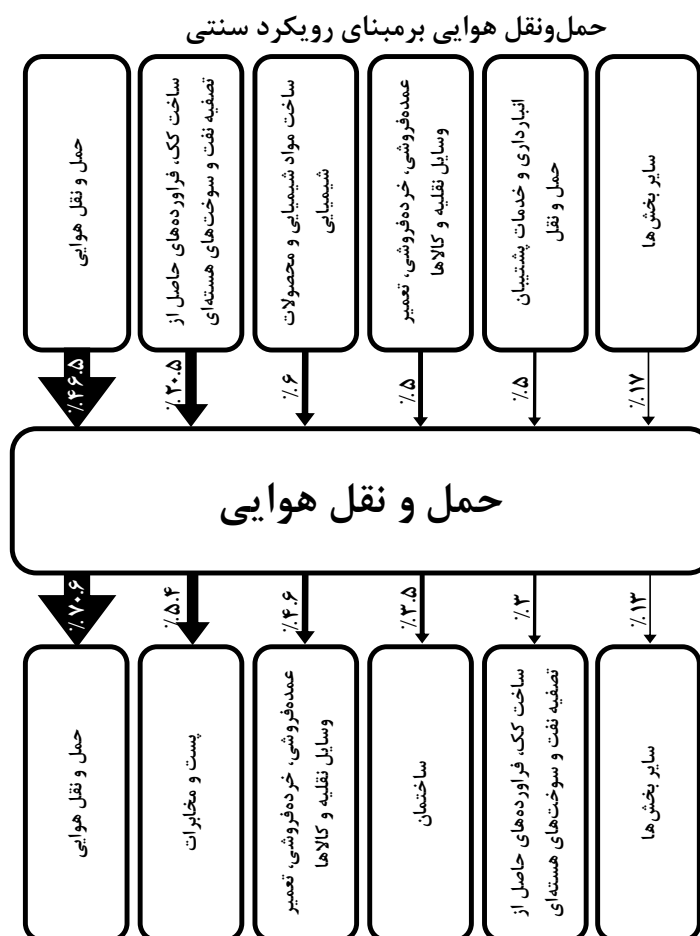 حمل‌ونقل هوایی برمبنای رویکرد سنتی
سایر بخش‌ها
انبارداری و خدمات پشتیبان
حمل و نقل
عمده‌فروشی، خرده‌فروشی، تعمیر
وسایل نقلیه و کالاها
ساخت مواد شیمیایی و محصولات
شیمیایی
ساخت کک، فراورده‌های حاصل از
تصفیه نفت و سوخت‌های هسته‌ای
حمل و نقل هوایی
٪۱۷
٪۵
٪۵
٪۶
٪۲۰.۵
٪۴۶.۵
حمل و نقل هوایی
٪۱۳
٪۳
٪۳.۵
٪۴.۶
٪۵.۴
٪۷۰.۶
سایر بخش‌ها
ساخت کک، فراورده‌های حاصل از
تصفیه نفت و سوخت‌های هسته‌ای
ساختمان
عمده‌فروشی، خرده‌فروشی، تعمیر
وسایل نقلیه و کالاها
پست و مخابرات
حمل و نقل هوایی